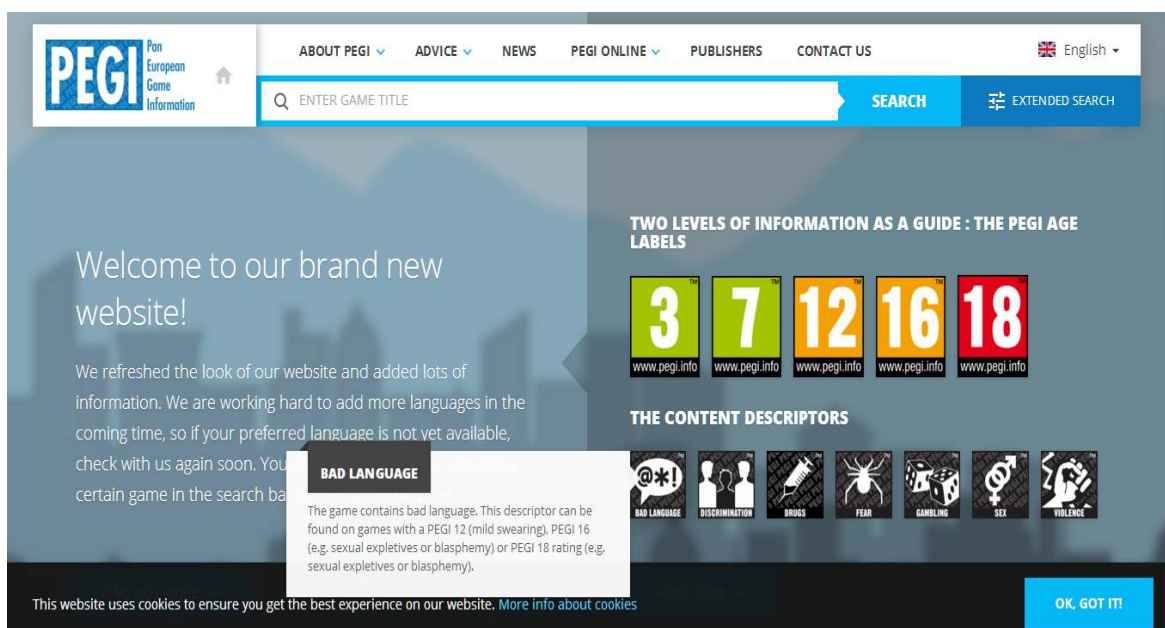 PEGI
Pan
European
Game
Information
ABOUT PEGI
ADVICE
NEWS
PEGI ONLINE
PUBLISHERS
CONTACT US
English
ENTER GAME TITLE
SEARCH
EXTENDED SEARCH
Welcome to our brand new
website!
We refreshed the look of our website and added lots of
information. We are working hard to add more languages in the
coming time, so if your preferred language is not yet available,
check with us again soon. You
certain game in the search
BAD LANGUAGE
The game contains bad language. This descriptor can be
found on games with a PEGI 12 (mild swearing), PEGI 16
(e.g. sexual expletives or blasphemy) or PEGI 18 rating (e.g.
sexual expletives or blasphemy).
TWO LEVELS OF INFORMATION AS A GUIDE : THE PEGI AGE
LABELS
3 7 12 16 18
TM TM TM TM TM
www.pegi.info www.pegi.info www.pegi.info www.pegi.info www.pegi.info
THE CONTENT DESCRIPTORS
@*!
BAD LANGUAGE DISCRIMINATION DRUGS FEAR GAMBLING SEX VIOLENCE
This website uses cookies to ensure you get the best experience on our website. More info about cookies
OK, GOT IT!